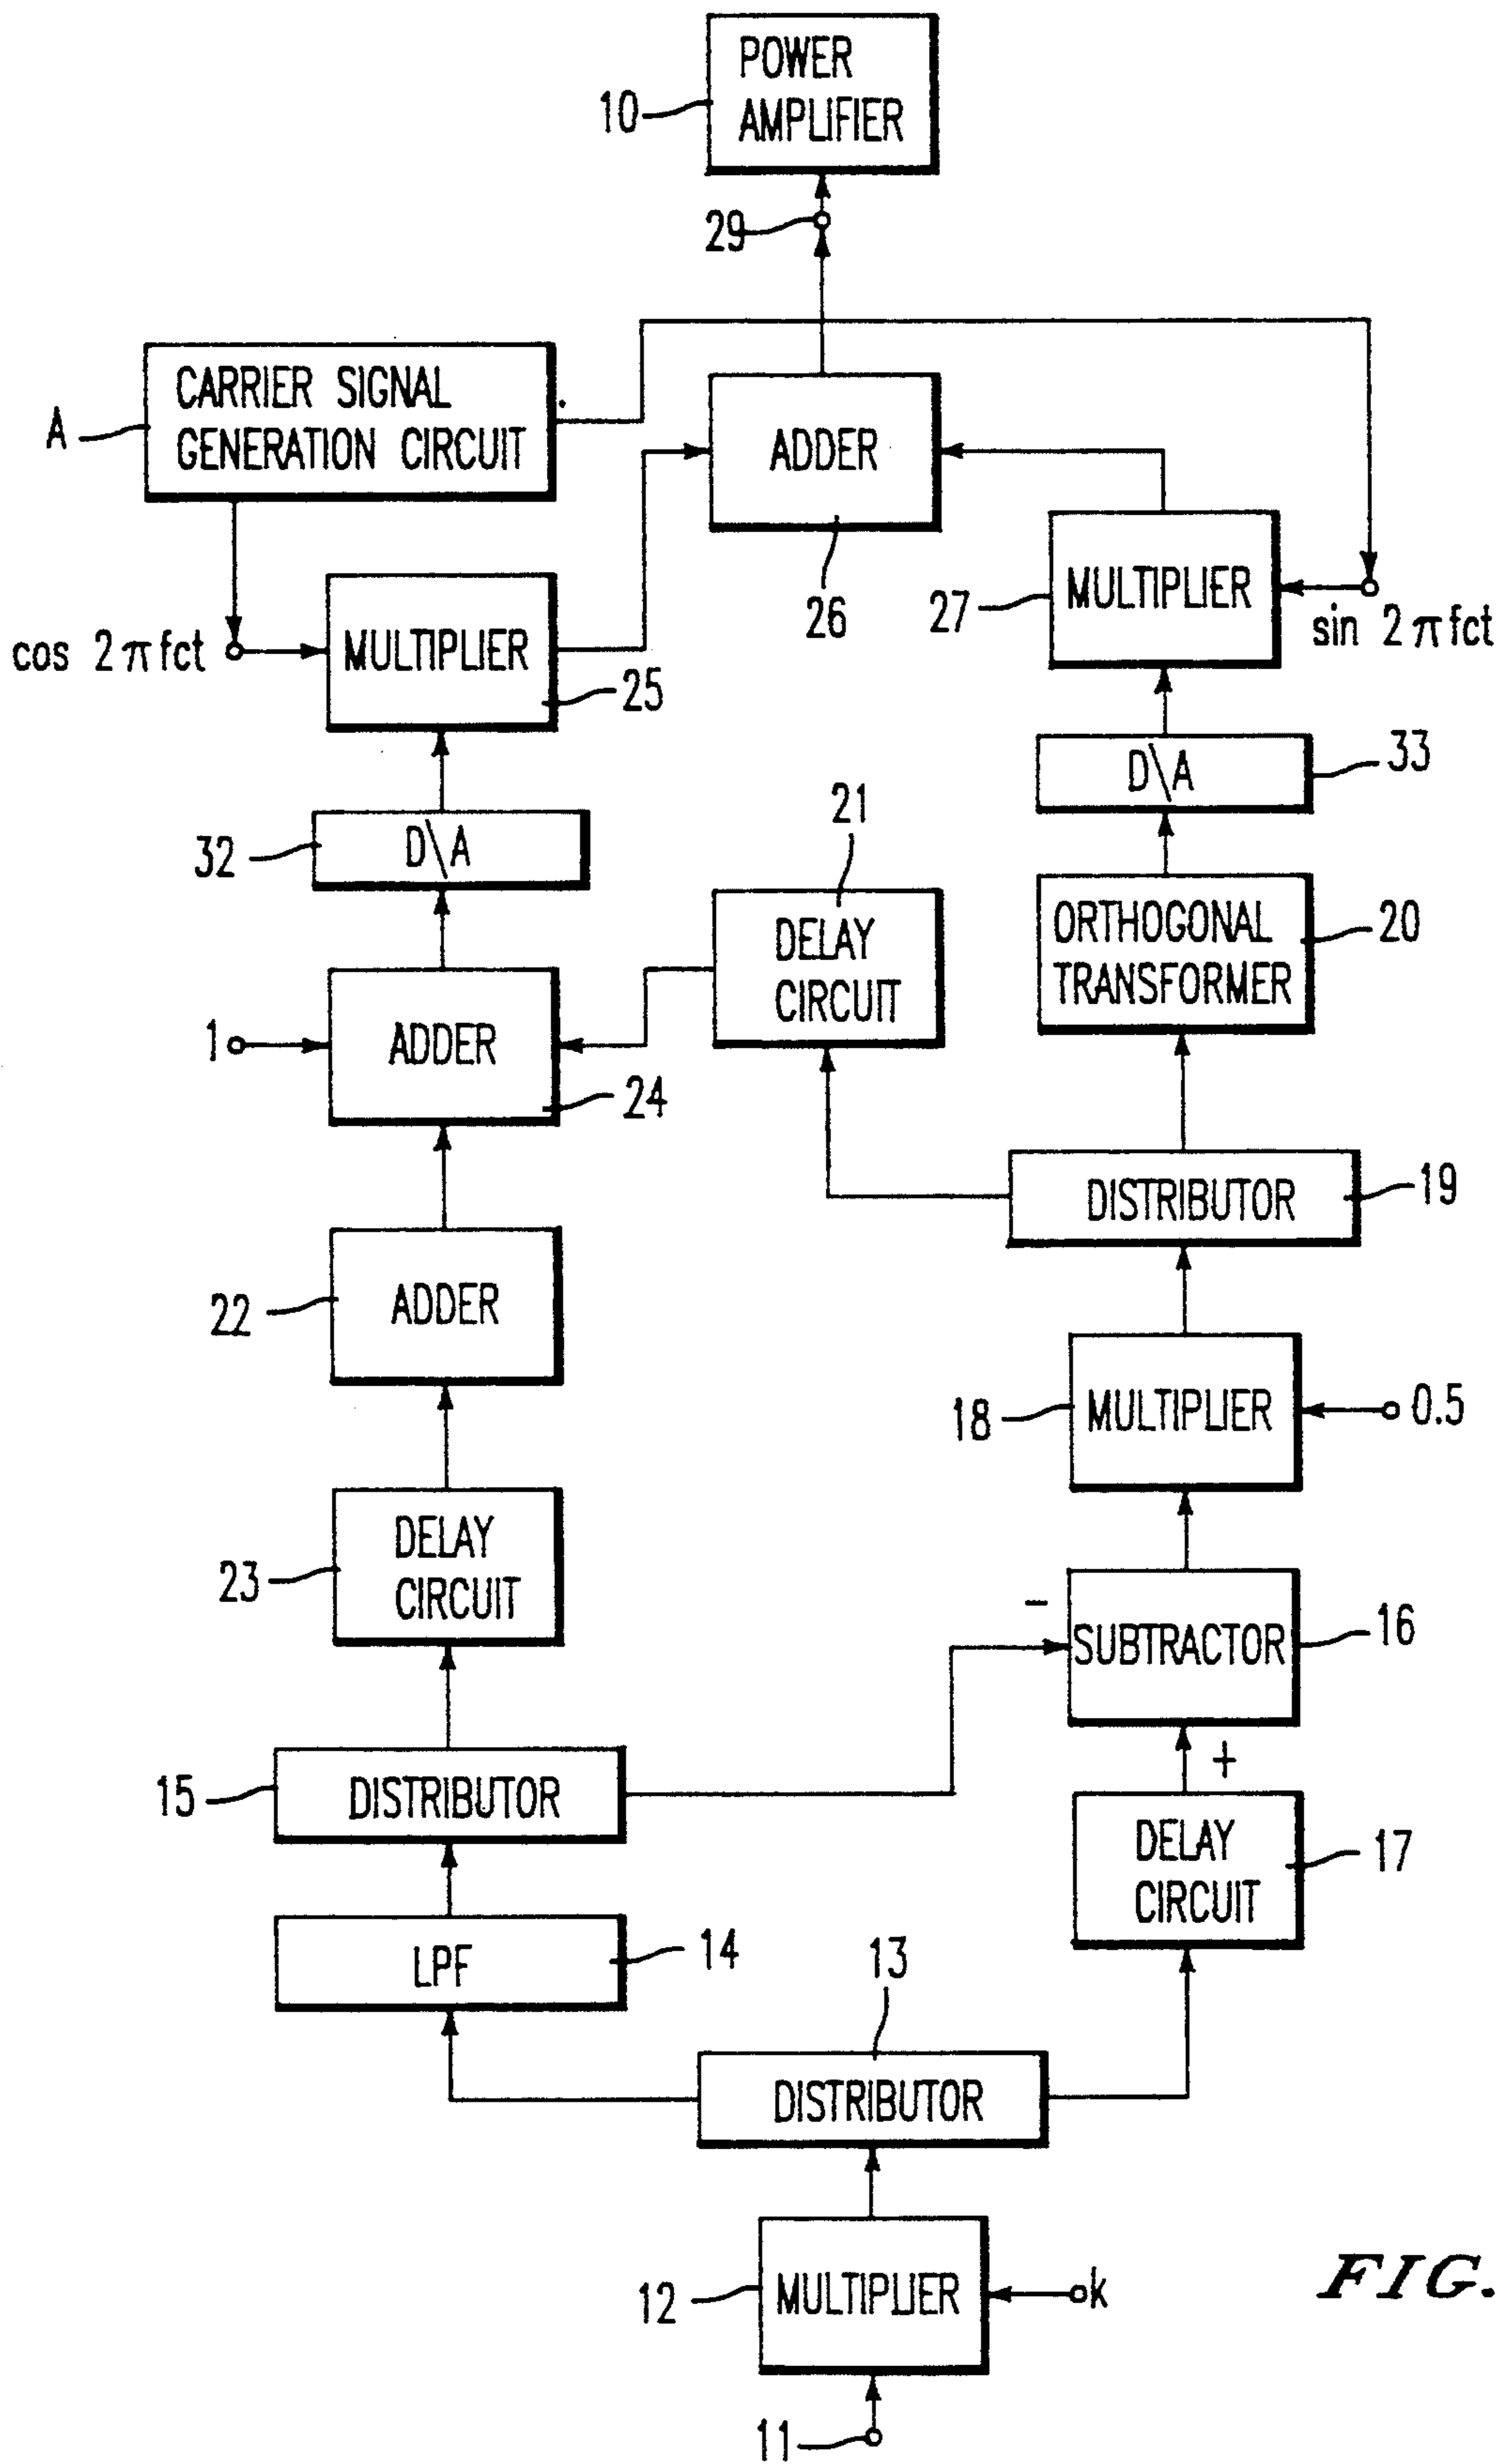 POWER
AMPLIFIER
10
29
CARRIER SIGNAL
GENERATION CIRCUIT
A
ADDER
26
MULTIPLIER
27
sin 2πfct
cos 2πfct
MULTIPLIER
25
D\A
33
D\A
32
21
DELAY
CIRCUIT
ORTHOGONAL
TRANSFORMER
20
1
ADDER
24
DISTRIBUTOR
19
ADDER
22
MULTIPLIER
18
0.5
DELAY
CIRCUIT
23
-
SUBTRACTOR
16
+
DISTRIBUTOR
15
DELAY
CIRCUIT
17
LPF
14
13
DISTRIBUTOR
MULTIPLIER
12
k
11
FIG.